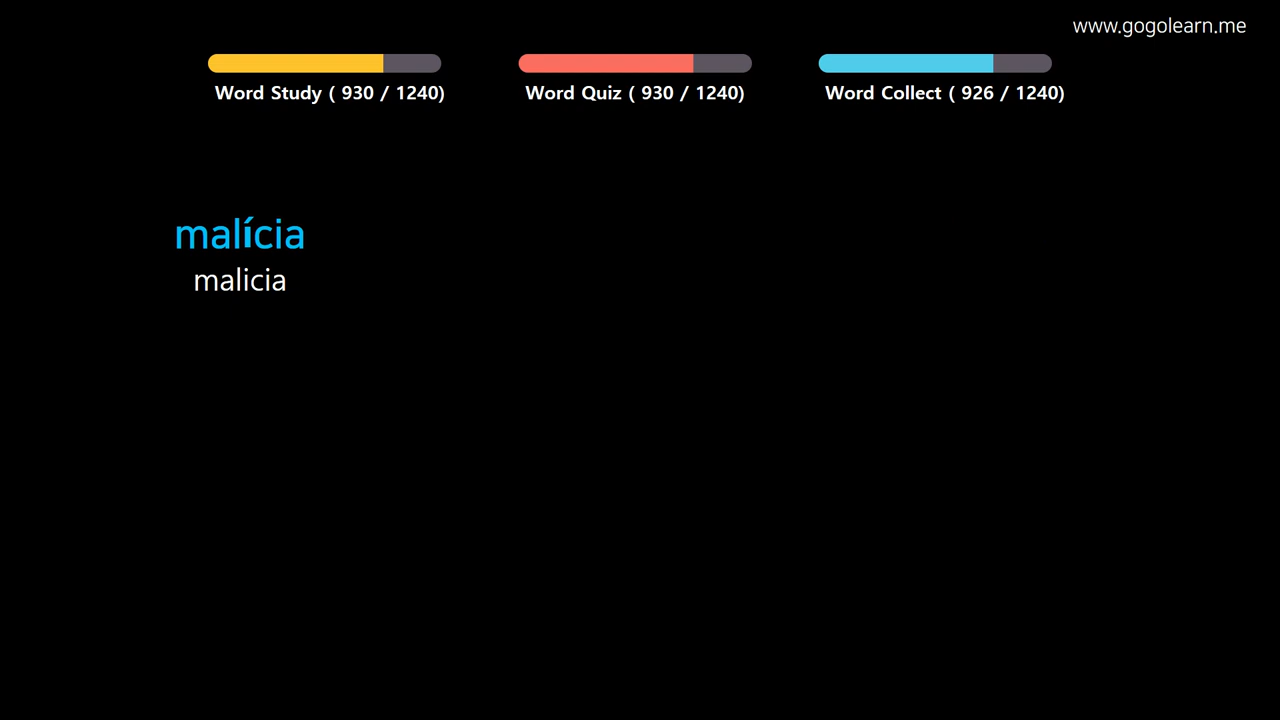 www.gogolearn.me
Word Study ( 930 / 1240)
Word Quiz ( 930 / 1240)
Word Collect ( 926 / 1240)
malícia
malicia